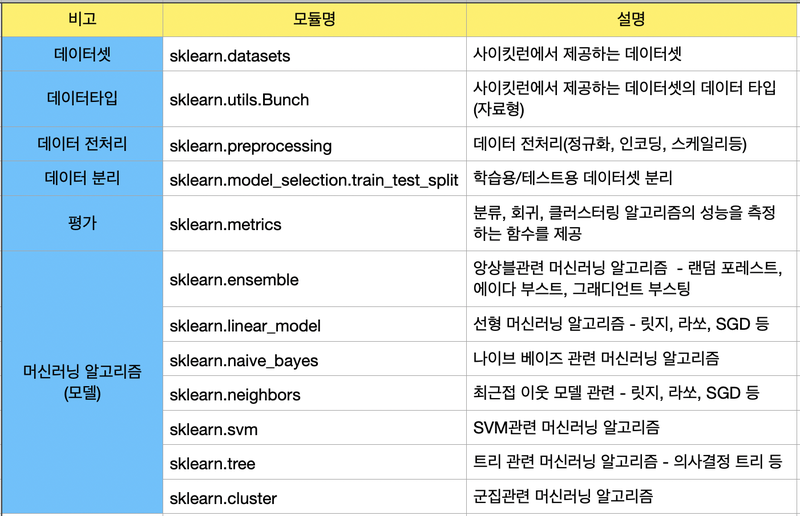 비고 모듈명 설명
데이터셋 sklearn.datasets 사이킷런에서 제공하는 데이터셋
데이터타입 sklearn.utils.Bunch 사이킷런에서 제공하는 데이터셋의 데이터 타입
(자료형)
데이터 전처리 sklearn.preprocessing 데이터 전처리(정규화, 인코딩, 스케일리등)
데이터 분리 sklearn.model_selection.train_test_split 학습용/테스트용 데이터셋 분리
평가 sklearn.metrics 분류, 회귀, 클러스터링 알고리즘의 성능을 측정
하는 함수를 제공
머신러닝 알고리즘
(모델)
sklearn.ensemble 앙상블관련 머신러닝 알고리즘 - 랜덤 포레스트,
에이다 부스트, 그래디언트 부스팅
sklearn.linear_model 선형 머신러닝 알고리즘 - 릿지, 라쏘, SGD 등
sklearn.naive_bayes 나이브 베이즈 관련 머신러닝 알고리즘
sklearn.neighbors 최근접 이웃 모델 관련 - 릿지, 라쏘, SGD 등
sklearn.svm SVM관련 머신러닝 알고리즘
sklearn.tree 트리 관련 머신러닝 알고리즘 - 의사결정 트리 등
sklearn.cluster 군집관련 머신러닝 알고리즘